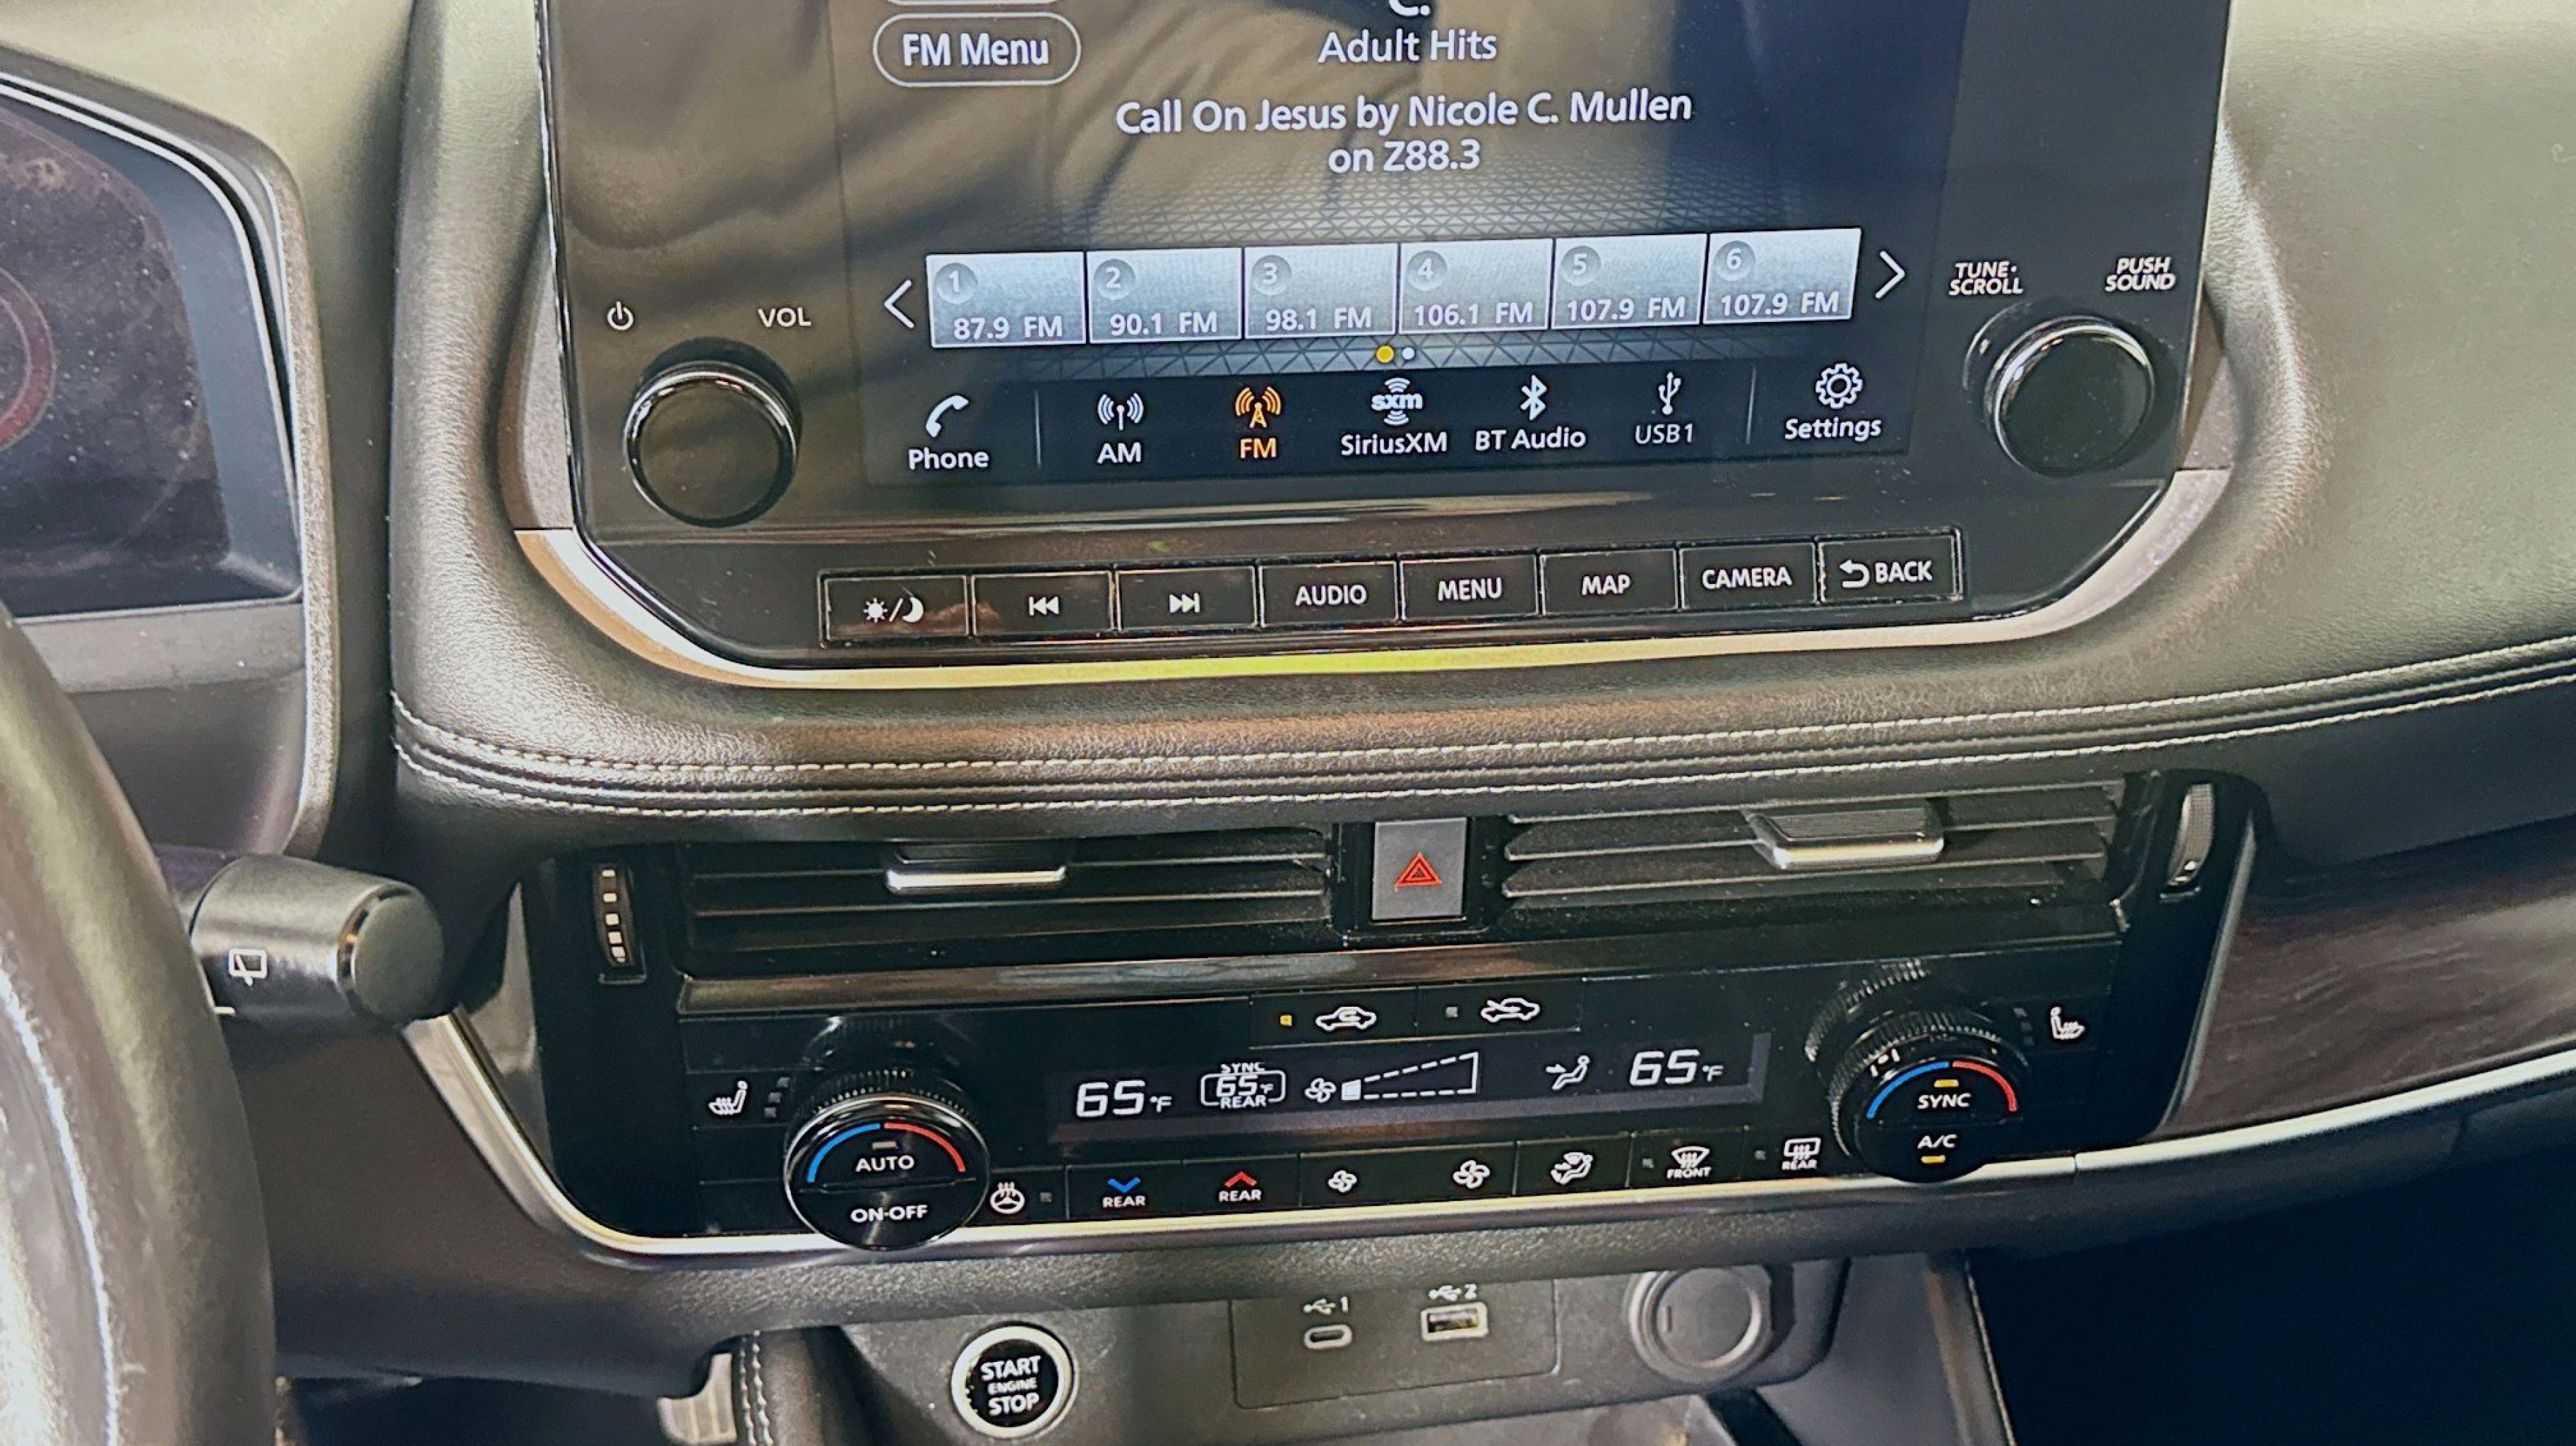 C.
FM Menu
Adult Hits
Call On Jesus by Nicole C. Mullen
on Z88.3
1 2 3 4 5 6
87.9 FM 90.1 FM 98.1 FM 106.1 FM 107.9 FM 107.9 FM
VOL
TUNE·
SCROLL
PUSH
SOUND
Phone AM FM SiriusXM BT Audio USB1 Settings
sxm
AUDIO MENU MAP CAMERA BACK
65°F
SYNC
65°F
REAR
65°F
AUTO
ON·OFF
SYNC
A/C
REAR
REAR
FRONT
REAR
1
2
START
ENGINE
STOP